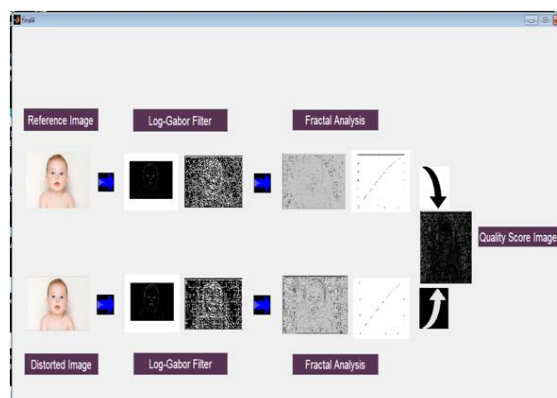 Reference Image
Log-Gabor Filter
Fractal Analysis
Quality Score Image
Distorted Image
Log-Gabor Filter
Fractal Analysis